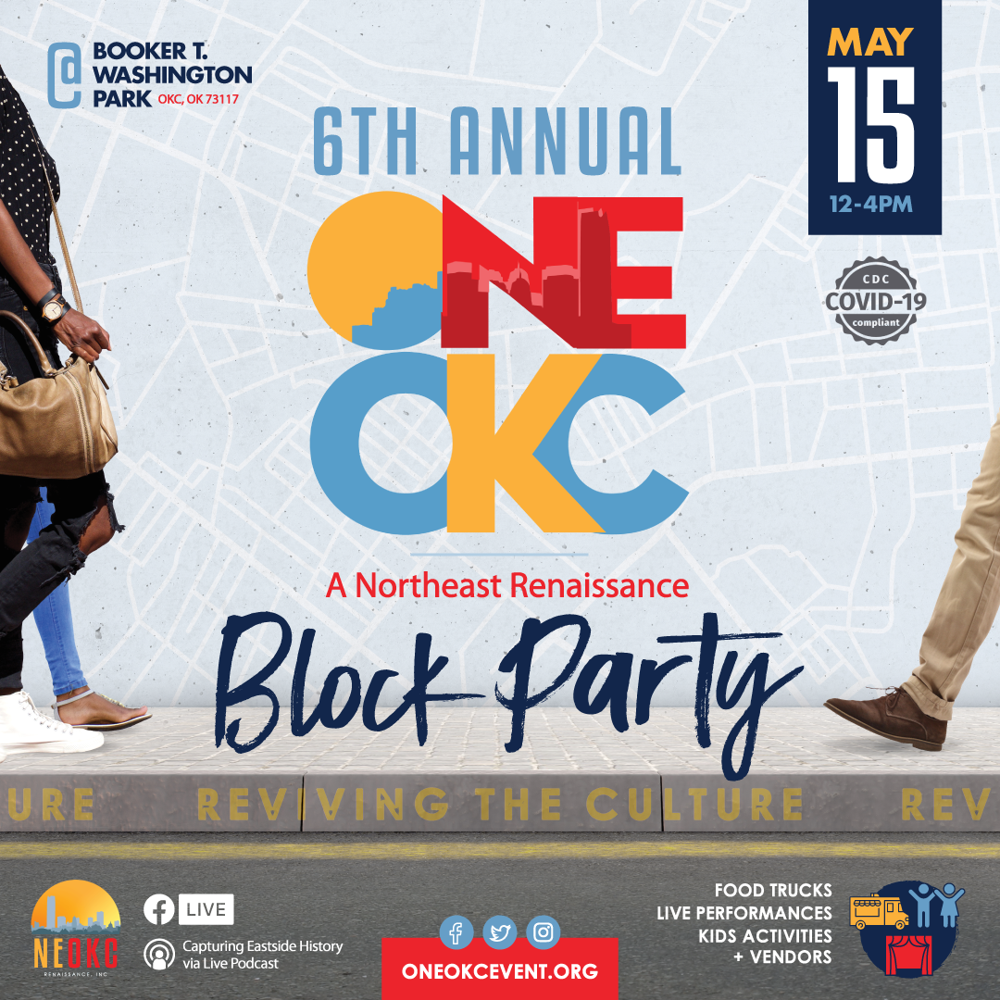 @ BOOKER T.
WASHINGTON
PARK OKC, OK 73117
MAY
15
12-4PM
6TH ANNUAL
ONE
OKC
CDC
COVID-19
compliant
A Northeast Renaissance
Block Party
URE REVIVING THE CULTURE REV
NEOKC
RENAISSANCE, INC
f LIVE
Capturing Eastside History
via Live Podcast
ONEOKCEVENT.ORG
FOOD TRUCKS
LIVE PERFORMANCES
KIDS ACTIVITIES
+ VENDORS